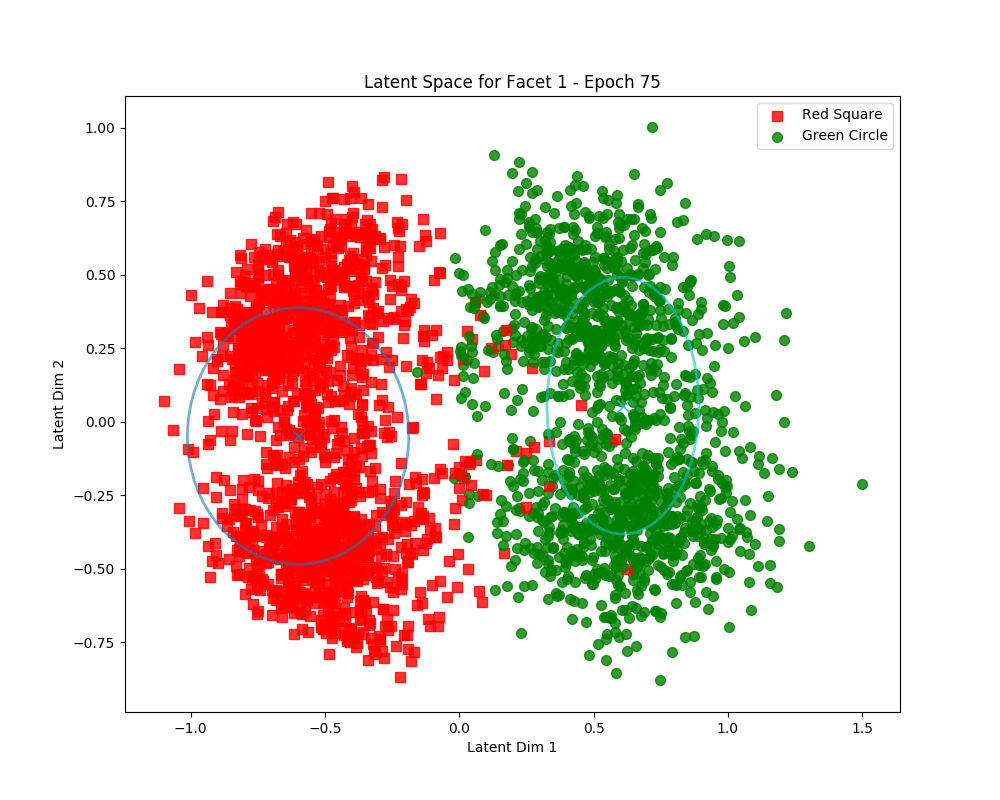 Latent Space for Facet 1 - Epoch 75
Red Square
Green Circle
1.00
0.75
0.50
0.25
0.00
−0.25
−0.50
−0.75
Latent Dim 2
−1.0
−0.5
0.0
0.5
1.0
1.5
Latent Dim 1